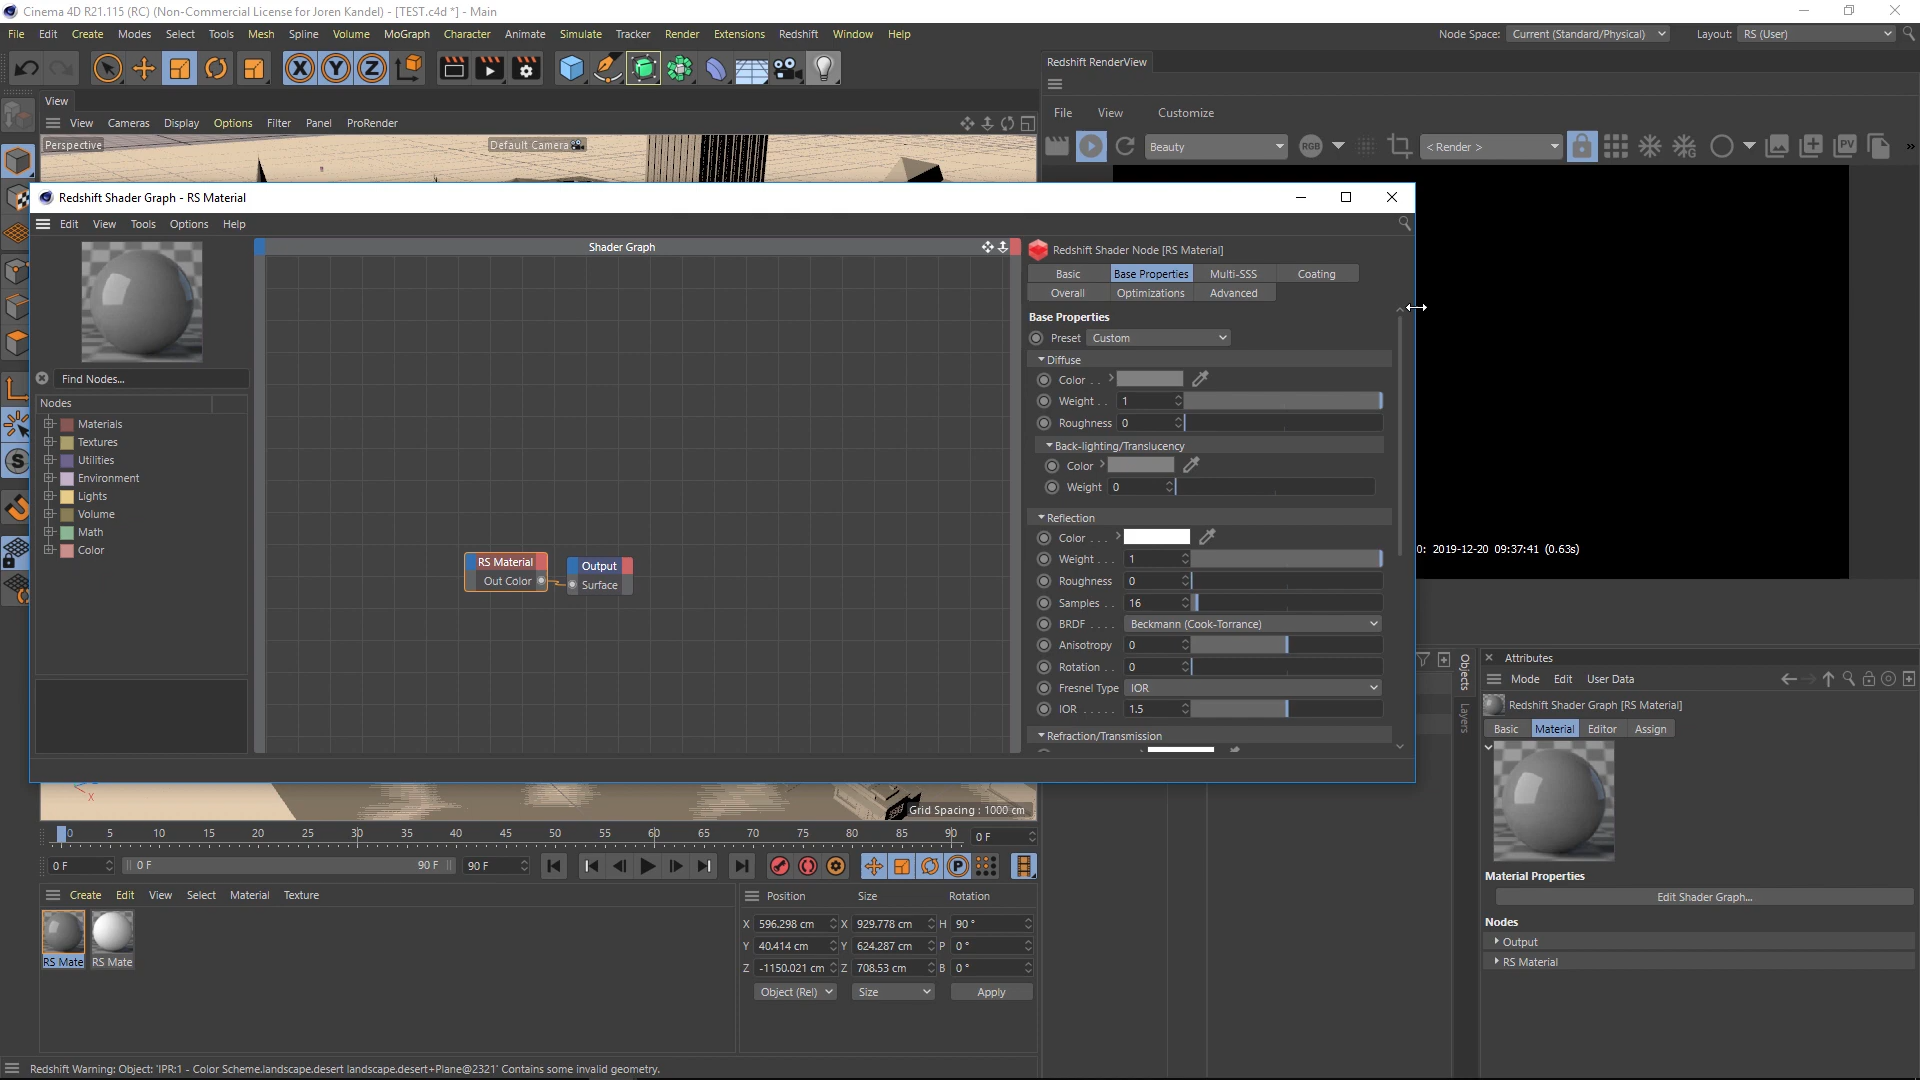 Cinema 4D R21.115 (RC) (Non-Commercial License for Joren Kandel) - [TEST.c4d *] - Main
File Edit Create Modes Select Tools Mesh Spline Volume MoGraph Character Animate Simulate Tracker Render Extensions Redshift Window Help
Node Space: Current (Standard/Physical) Layout: RS (User)
Redshift RenderView
View
View Cameras Display Options Filter Panel ProRender
File View Customize
Perspective
Default Camera
Beauty
RGB
< Render >
PV
Redshift Shader Graph - RS Material
Edit View Tools Options Help
Shader Graph
Redshift Shader Node [RS Material]
Basic Base Properties Multi-SSS Coating
Overall Optimizations Advanced
Base Properties
Preset Custom
Diffuse
Color . .
Weight . . 1
Roughness 0
Back-lighting/Translucency
Color
Weight 0
Reflection
Color . . .
Weight . . . 1
Roughness 0
Samples . . 16
BRDF . . . . Beckmann (Cook-Torrance)
Anisotropy 0
Rotation . . 0
Fresnel Type IOR
IOR . . . . . 1.5
Refraction/Transmission
Find Nodes...
Nodes
Materials
Textures
Utilities
Environment
Lights
Volume
Math
Color
RS Material
Out Color
Output
Surface
0: 2019-12-20 09:37:41 (0.63s)
Objects
Layers
Attributes
Mode Edit User Data
Redshift Shader Graph [RS Material]
Basic Material Editor Assign
Material Properties
Edit Shader Graph...
Nodes
Output
RS Material
X
Grid Spacing : 1000 cm
0 5 10 15 20 25 30 35 40 45 50 55 60 65 70 75 80 85 90 0 F
0 F 0 F 90 F 90 F
P
Create Edit View Select Material Texture
RS Mate RS Mate
Position Size Rotation
X 596.298 cm X 929.778 cm H 90 °
Y 40.414 cm Y 624.287 cm P 0 °
Z -1150.021 cm Z 708.53 cm B 0 °
Object (Rel) Size Apply
Redshift Warning: Object: 'IPR:1 - Color Scheme.landscape.desert landscape.desert+Plane@2321' Contains some invalid geometry.